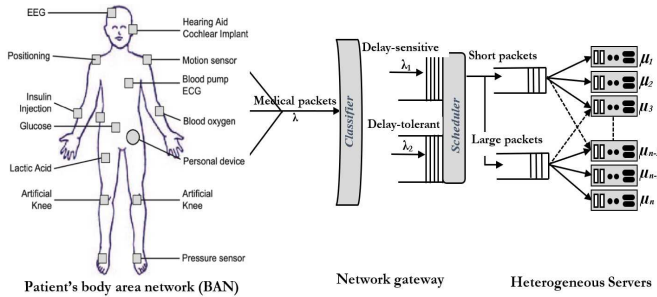 EEG
Hearing Aid
Cochlear Implant
Positioning
Motion sensor
Blood pump
ECG
Insulin
Injection
Glucose
Blood oxygen
Personal device
Lactic Acid
Artificial
Knee
Artificial
Knee
Pressure sensor
Patient's body area network (BAN)
Medical packets
λ
Classifier
Delay-sensitive
λ1
Delay-tolerant
λ2
Scheduler
Network gateway
Short packets
Large packets
μ1
μ2
μ3
μn-
μn-
μn
Heterogeneous Servers